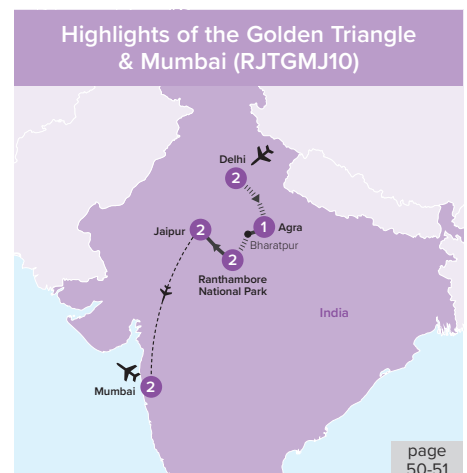 Highlights of the Golden Triangle
& Mumbai (RJTGMJ10)
Delhi
2
1
Agra
Jaipur
2
Bharatpur
2
Ranthambore
National Park
India
Mumbai
2
page
50-51